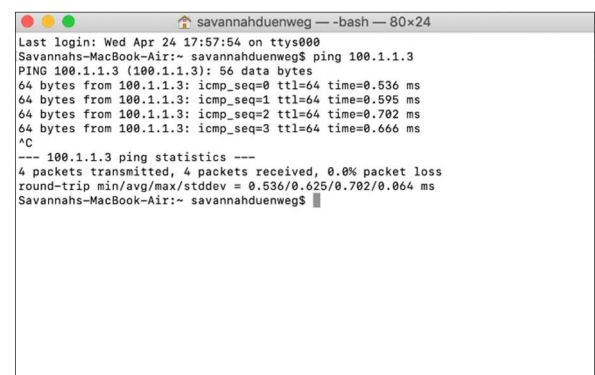 savannahduenweg — -bash — 80×24
Last login: Wed Apr 24 17:57:54 on ttys000
Savannahs-MacBook-Air:~ savannahduenweg$ ping 100.1.1.3
PING 100.1.1.3 (100.1.1.3): 56 data bytes
64 bytes from 100.1.1.3: icmp_seq=0 ttl=64 time=0.536 ms
64 bytes from 100.1.1.3: icmp_seq=1 ttl=64 time=0.595 ms
64 bytes from 100.1.1.3: icmp_seq=2 ttl=64 time=0.702 ms
64 bytes from 100.1.1.3: icmp_seq=3 ttl=64 time=0.666 ms
^C
--- 100.1.1.3 ping statistics ---
4 packets transmitted, 4 packets received, 0.0% packet loss
round-trip min/avg/max/stddev = 0.536/0.625/0.702/0.064 ms
Savannahs-MacBook-Air:~ savannahduenweg$